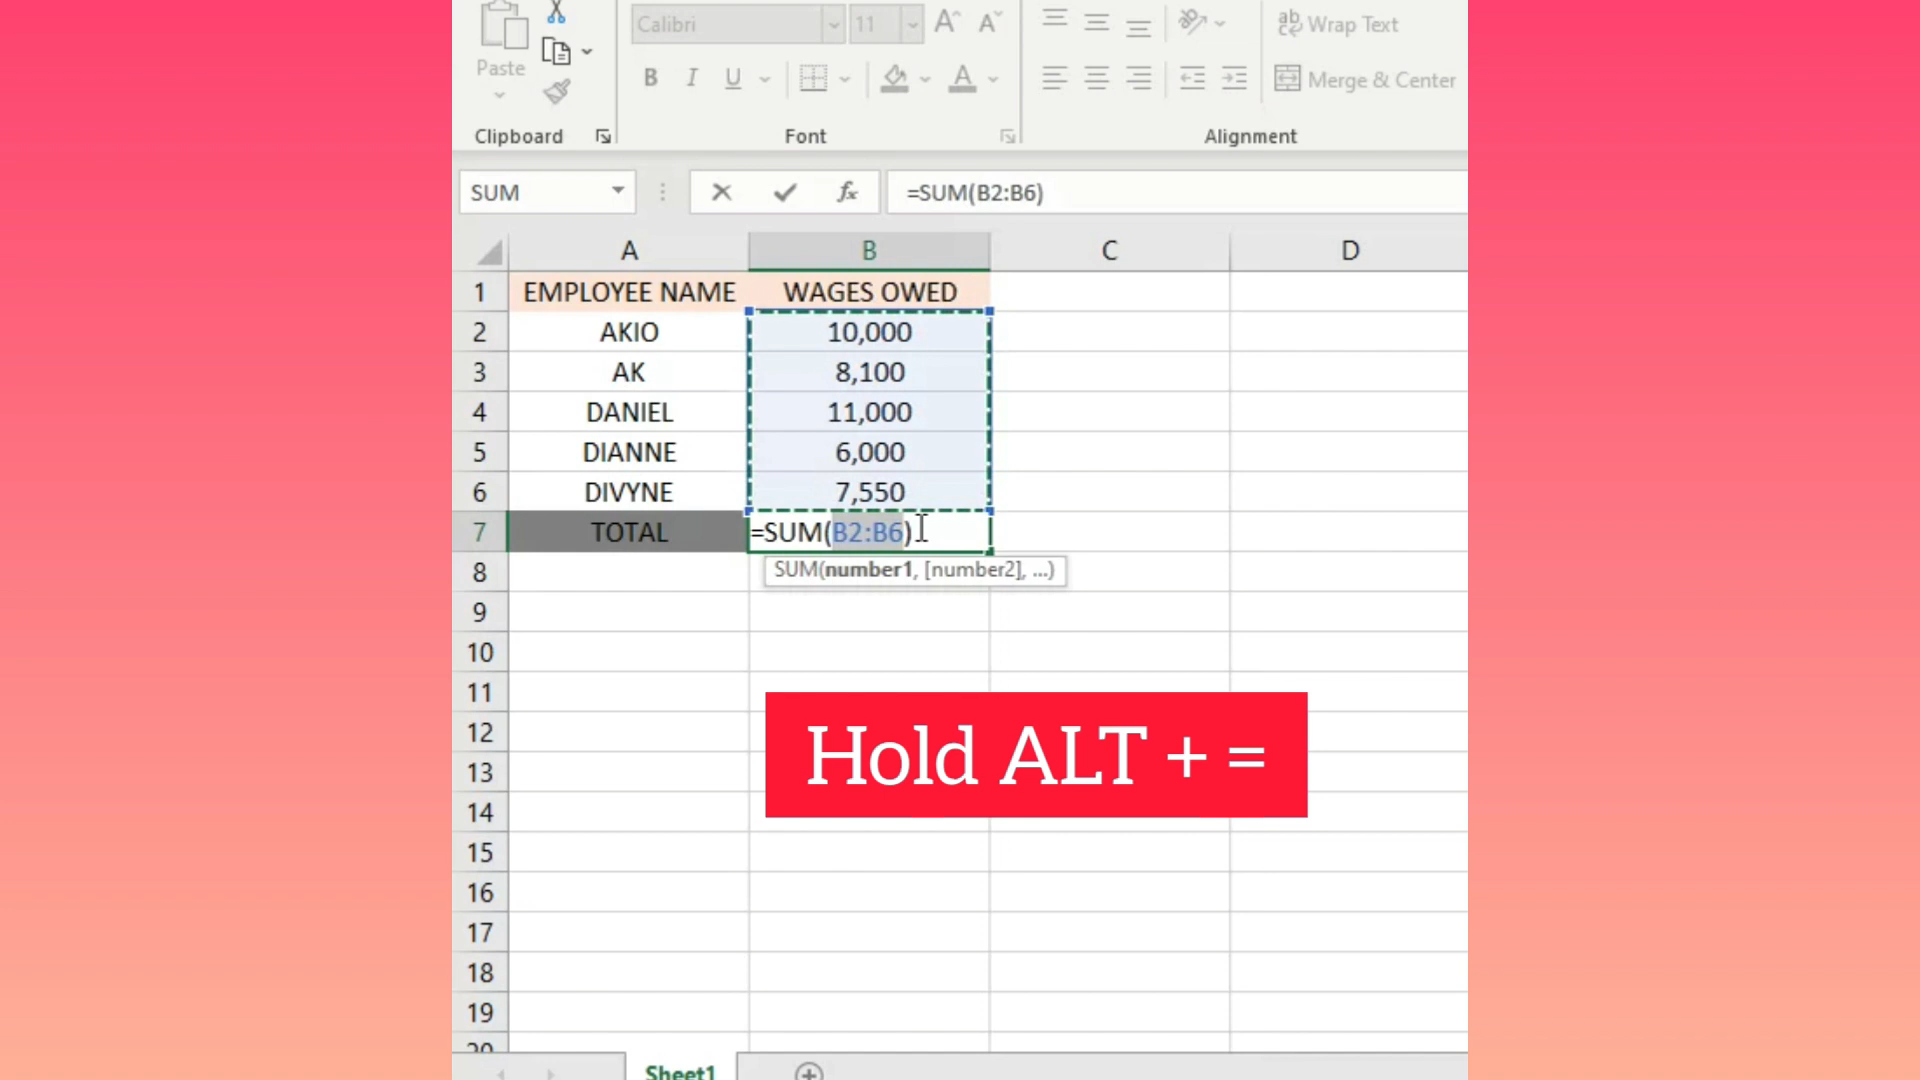 Paste
Calibri 11 A A
B I U A
ab Wrap Text
Merge & Center
Clipboard Font Alignment
SUM fx =SUM(B2:B6)
A B C D
1 EMPLOYEE NAME WAGES OWED
2 AKIO 10,000
3 AK 8,100
4 DANIEL 11,000
5 DIANNE 6,000
6 DIVYNE 7,550
7 TOTAL =SUM(B2:B6)
SUM(number1, [number2], ...)
8
9
10
11
12
Hold ALT + =
13
14
15
16
17
18
19
20
Sheet1